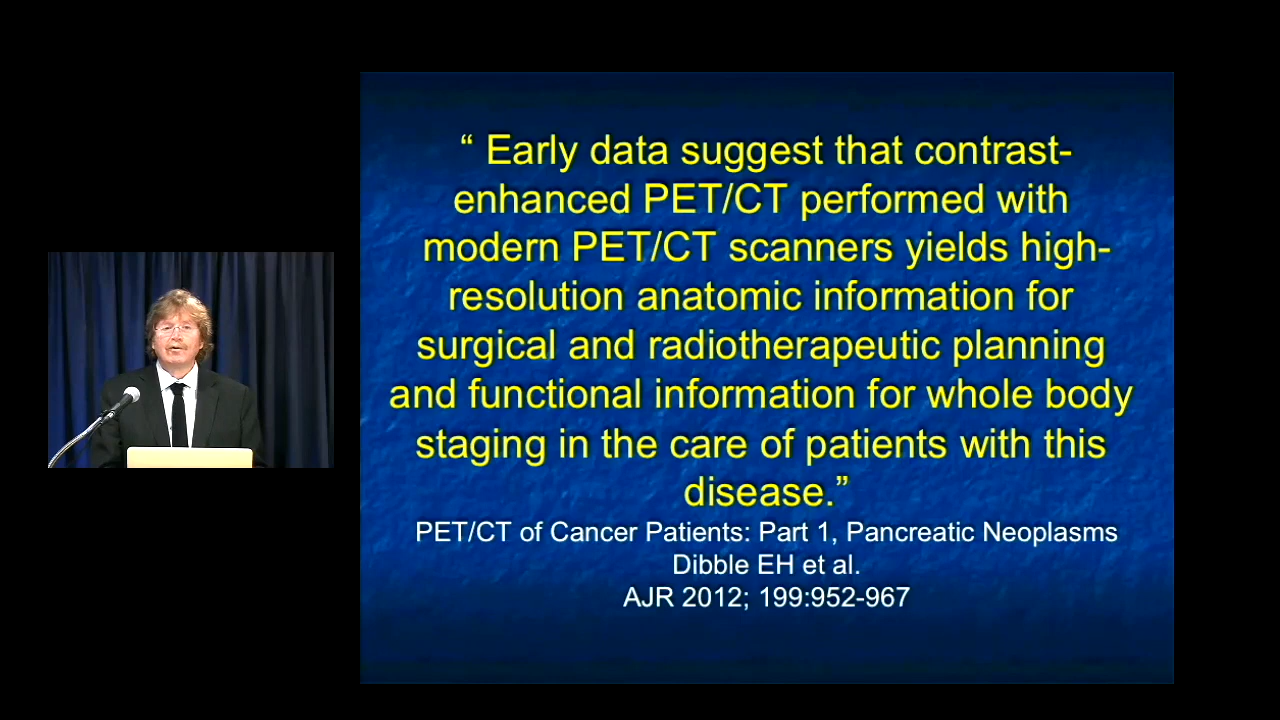 “ Early data suggest that contrast-
enhanced PET/CT performed with
modern PET/CT scanners yields high-
resolution anatomic information for
surgical and radiotherapeutic planning
and functional information for whole body
staging in the care of patients with this
disease.”
PET/CT of Cancer Patients: Part 1, Pancreatic Neoplasms
Dibble EH et al.
AJR 2012; 199:952-967